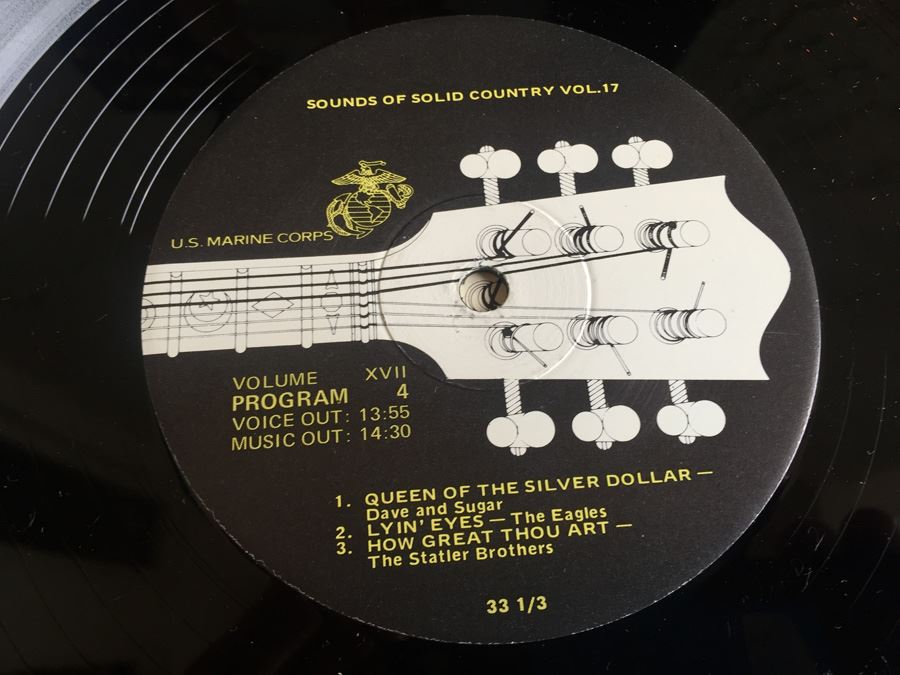 SOUNDS OF SOLID COUNTRY VOL.17
U.S. MARINE CORPS
VOLUME XVII
PROGRAM 4
VOICE OUT: 13:55
MUSIC OUT: 14:30
1. QUEEN OF THE SILVER DOLLAR —
Dave and Sugar
2. LYIN' EYES — The Eagles
3. HOW GREAT THOU ART —
The Statler Brothers
33 1/3